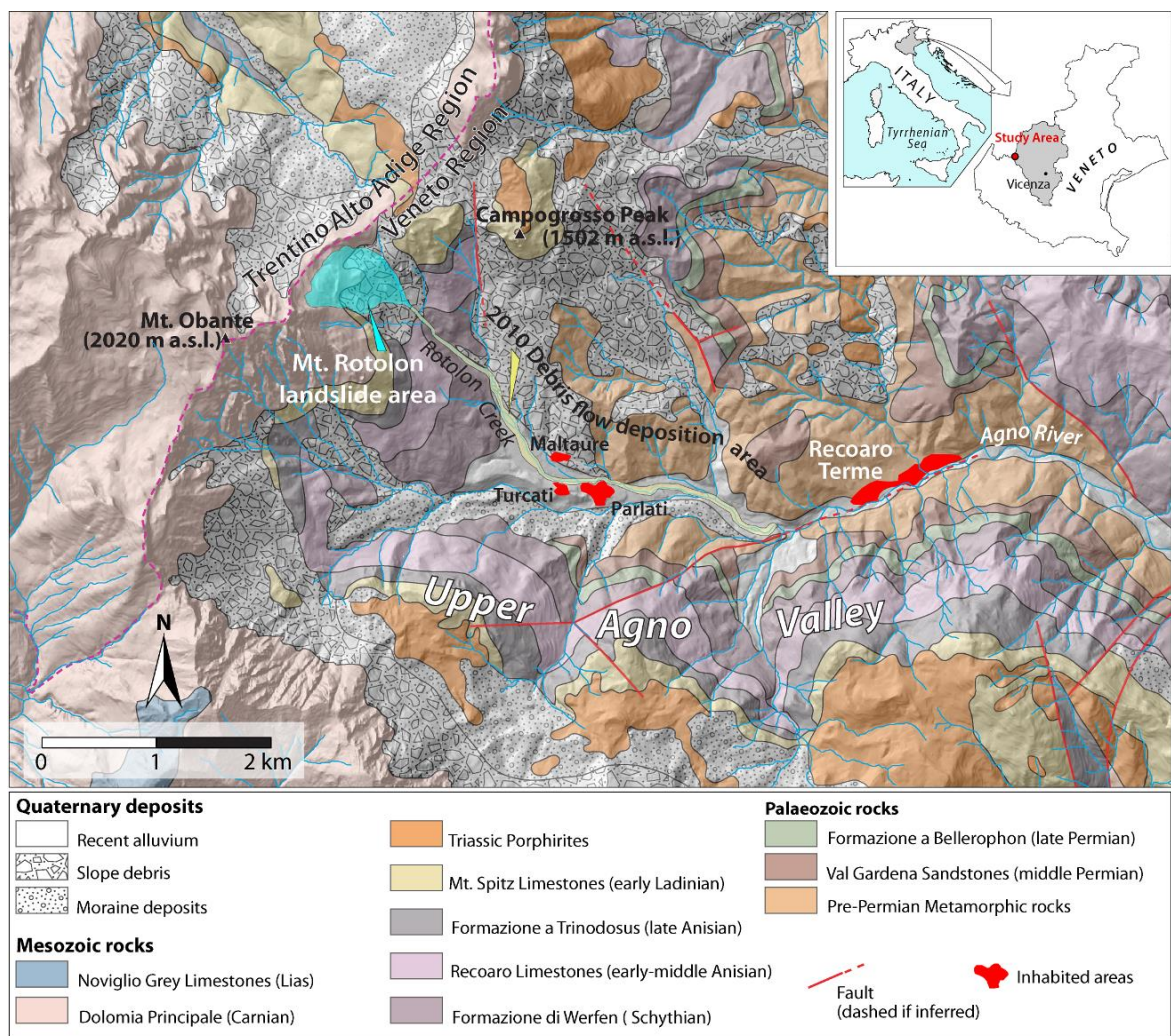 Trentino Alto Adige Region
Veneto Region
Campogrosso Peak
(1502 m a.s.l.)
Mt. Obante
(2020 m a.s.l.)
Mt. Rotolon
landslide area
Rotolon Creek
2010 Debris flow deposition area
Maltaure
Turcati
Parlati
Recoaro
Terme
Agno River
Upper Agno Valley
N
0 1 2 km
ITALY
Tyrrhenian
Sea
Study Area
Vicenza
VENETO
Quaternary deposits
Recent alluvium
Slope debris
Moraine deposits
Mesozoic rocks
Noviglio Grey Limestones (Lias)
Dolomia Principale (Carnian)
Triassic Porphirites
Mt. Spitz Limestones (early Ladinian)
Formazione a Trinodosus (late Anisian)
Recoaro Limestones (early-middle Anisian)
Formazione di Werfen ( Schythian)
Palaeozoic rocks
Formazione a Bellerophon (late Permian)
Val Gardena Sandstones (middle Permian)
Pre-Permian Metamorphic rocks
Fault
(dashed if inferred)
Inhabited areas